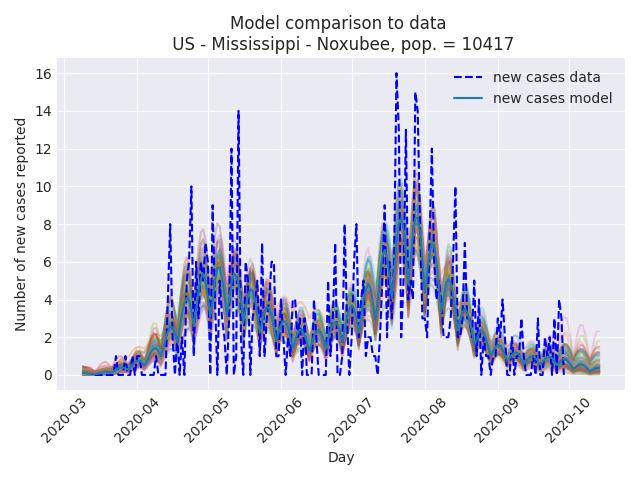 Model comparison to data
US - Mississippi - Noxubee, pop. = 10417
new cases data
new cases model
Number of new cases reported
16
14
12
10
8
6
4
2
0
2020-03
2020-04
2020-05
2020-06
2020-07
2020-08
2020-09
2020-10
Day